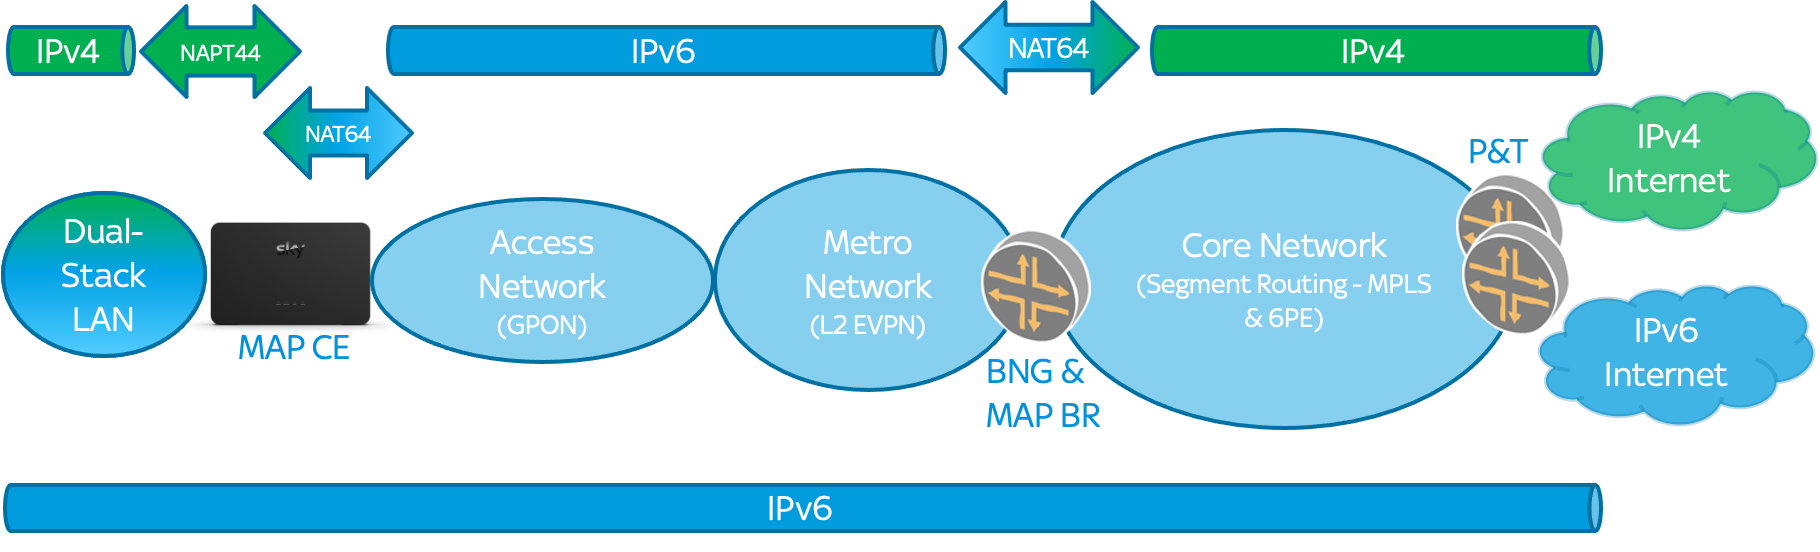 IPv4
NAPT44
IPv6
NAT64
IPv4
NAT64
Dual-
Stack
LAN
sky
MAP CE
Access
Network
(GPON)
Metro
Network
(L2 EVPN)
BNG &
MAP BR
Core Network
(Segment Routing - MPLS
& 6PE)
P&T
IPv4
Internet
IPv6
Internet
IPv6